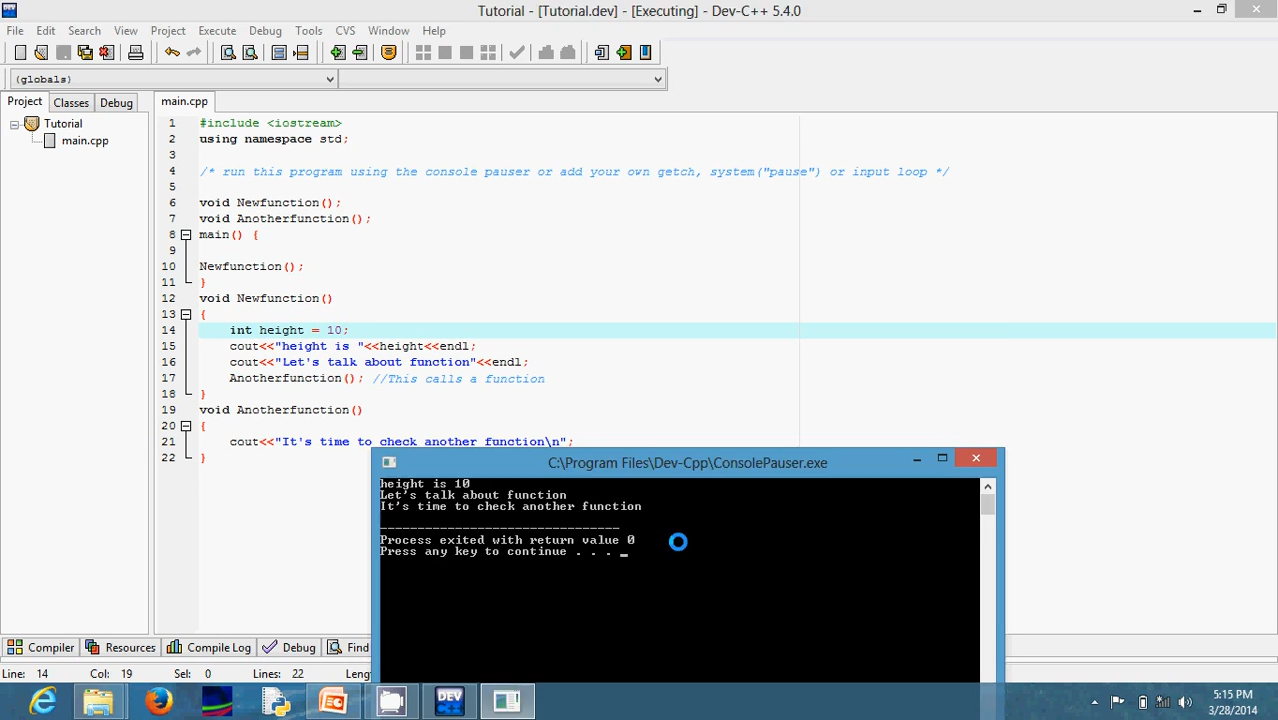 Tutorial - [Tutorial.dev] - [Executing] - Dev-C++ 5.4.0
File Edit Search View Project Execute Debug Tools CVS Window Help
(globals)
Project Classes Debug
main.cpp
Tutorial
main.cpp
1 #include <iostream>
2 using namespace std;
3
4 /* run this program using the console pauser or add your own getch, system("pause") or input loop */
5
6 void Newfunction();
7 void Anotherfunction();
8 main() {
9
10 Newfunction();
11 }
12 void Newfunction()
13 {
14 int height = 10;
15 cout<<"height is "<<height<<endl;
16 cout<<"Let's talk about function"<<endl;
17 Anotherfunction(); //This calls a function
18 }
19 void Anotherfunction()
20 {
21 cout<<"It's time to check another function\n";
22 }
C:\Program Files\Dev-Cpp\ConsolePauser.exe
height is 10
Let's talk about function
It's time to check another function
--------------------------------
Process exited with return value 0
Press any key to continue . . . _
Compiler Resources Compile Log Debug Find
Line: 14 Col: 19 Sel: 0 Lines: 22 Leng
DEV C++
5:15 PM
3/28/2014